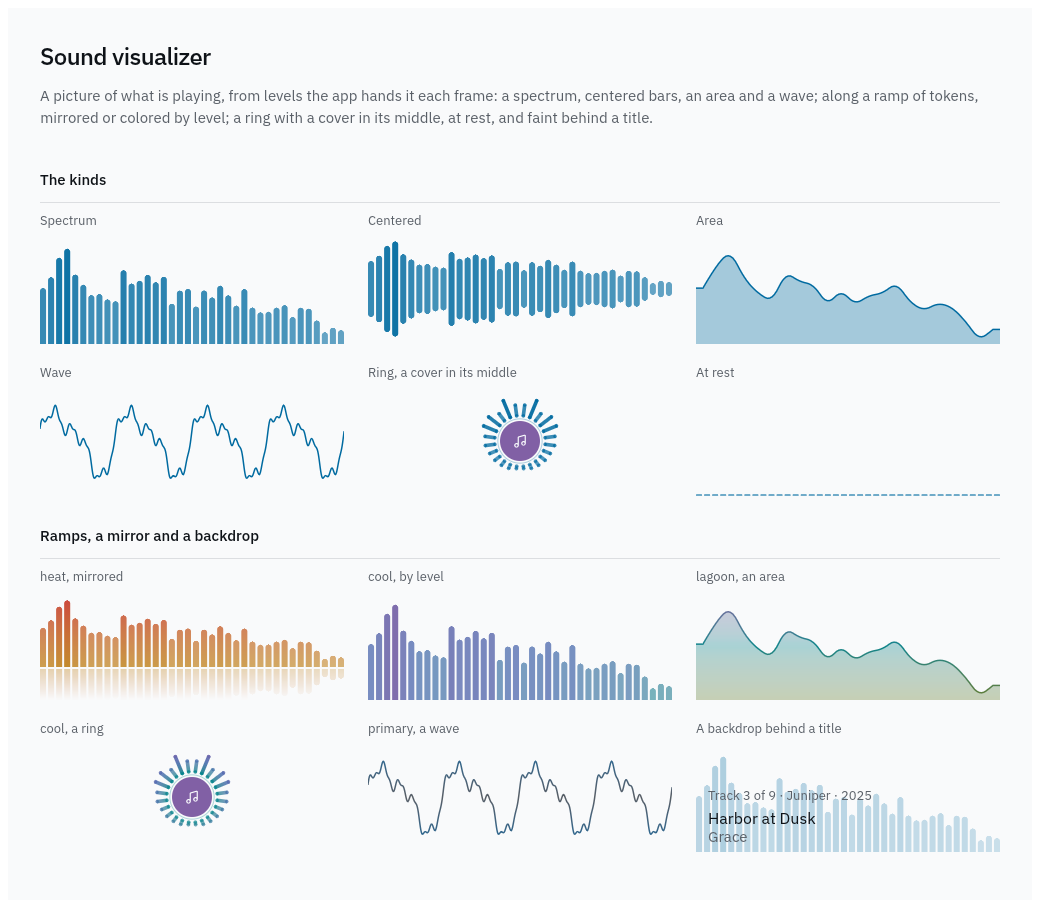 Sound visualizer
A picture of what is playing, from levels the app hands it each frame: a spectrum, centered bars, an area and a wave; along a ramp of tokens,
mirrored or colored by level; a ring with a cover in its middle, at rest, and faint behind a title.
The kinds
Spectrum
Centered
Area
Wave
Ring, a cover in its middle
At rest
Ramps, a mirror and a backdrop
heat, mirrored
cool, by level
lagoon, an area
cool, a ring
primary, a wave
A backdrop behind a title
Track 3 of 9 · Juniper · 2025
Harbor at Dusk
Grace